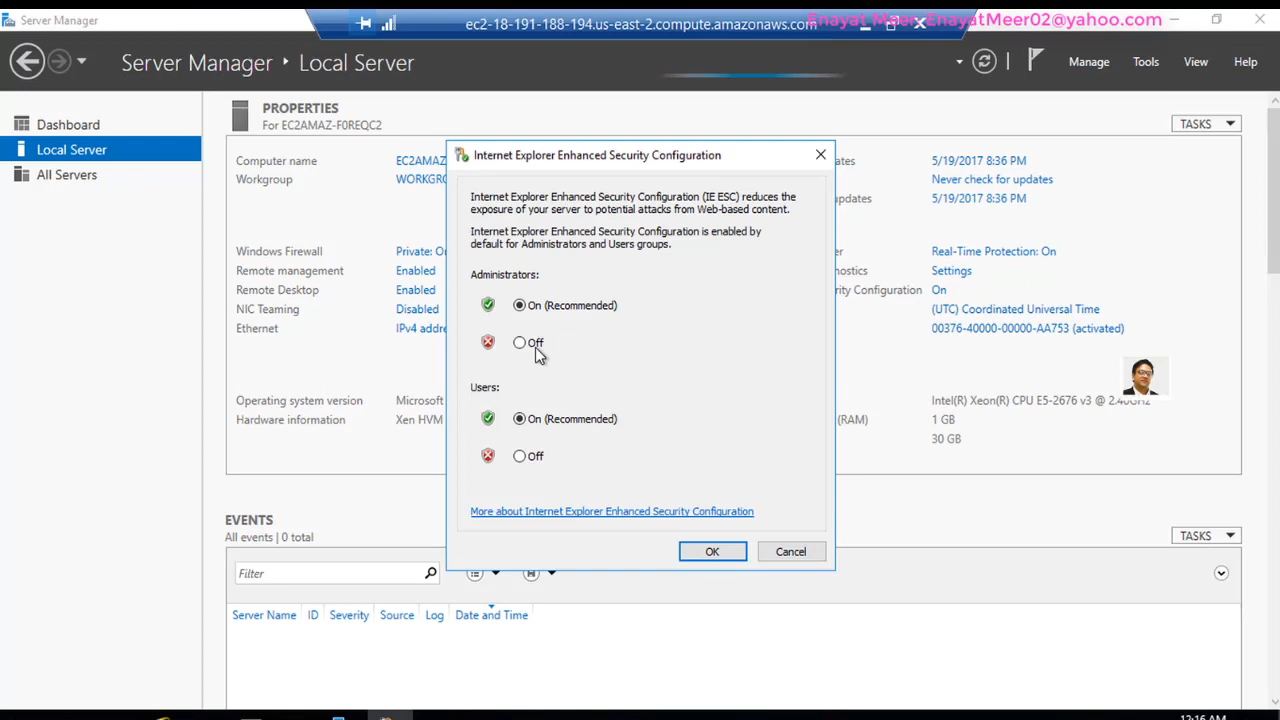 Server Manager
ec2-18-191-188-194.us-east-2.compute.amazonaws.com
Enayat Meer EnayatMeer02@yahoo.com
Server Manager ‣ Local Server
Manage Tools View Help
Dashboard
Local Server
All Servers
PROPERTIES
For EC2AMAZ-F0REQC2
TASKS
Computer name EC2AMAZ
Workgroup WORKGRO
Windows Firewall Private: On
Remote management Enabled
Remote Desktop Enabled
NIC Teaming Disabled
Ethernet IPv4 addre
Operating system version Microsoft
Hardware information Xen HVM
5/19/2017 8:36 PM
Never check for updates
5/19/2017 8:36 PM
Real-Time Protection: On
Settings
On
(UTC) Coordinated Universal Time
00376-40000-00000-AA753 (activated)
Intel(R) Xeon(R) CPU E5-2676 v3 @ 2.40GHz
(RAM) 1 GB
30 GB
Internet Explorer Enhanced Security Configuration
Internet Explorer Enhanced Security Configuration (IE ESC) reduces the
exposure of your server to potential attacks from Web-based content.
Internet Explorer Enhanced Security Configuration is enabled by
default for Administrators and Users groups.
Administrators:
On (Recommended)
Off
Users:
On (Recommended)
Off
More about Internet Explorer Enhanced Security Configuration
OK Cancel
EVENTS
All events | 0 total
TASKS
Filter
Server Name ID Severity Source Log Date and Time
12:16 AM